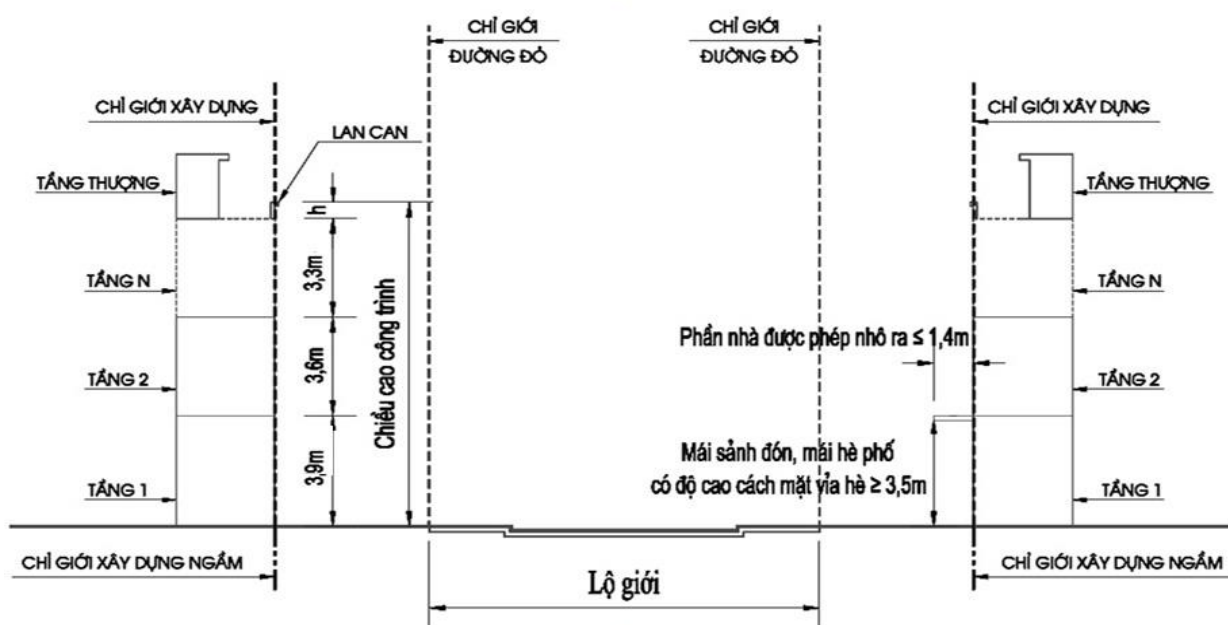 CHỈ GIỚI
ĐƯỜNG ĐỎ
CHỈ GIỚI
ĐƯỜNG ĐỎ
CHỈ GIỚI XÂY DỰNG
CHỈ GIỚI XÂY DỰNG
LAN CAN
TẦNG THƯỢNG
TẦNG THƯỢNG
h
3,3m
TẦNG N
TẦNG N
Chiều cao công trình
Phần nhà được phép nhô ra ≤ 1,4m
3,6m
TẦNG 2
TẦNG 2
Mái sảnh đón, mái hè phố
có độ cao cách mặt vỉa hè ≥ 3,5m
3,9m
TẦNG 1
TẦNG 1
CHỈ GIỚI XÂY DỰNG NGẦM
CHỈ GIỚI XÂY DỰNG NGẦM
Lộ giới